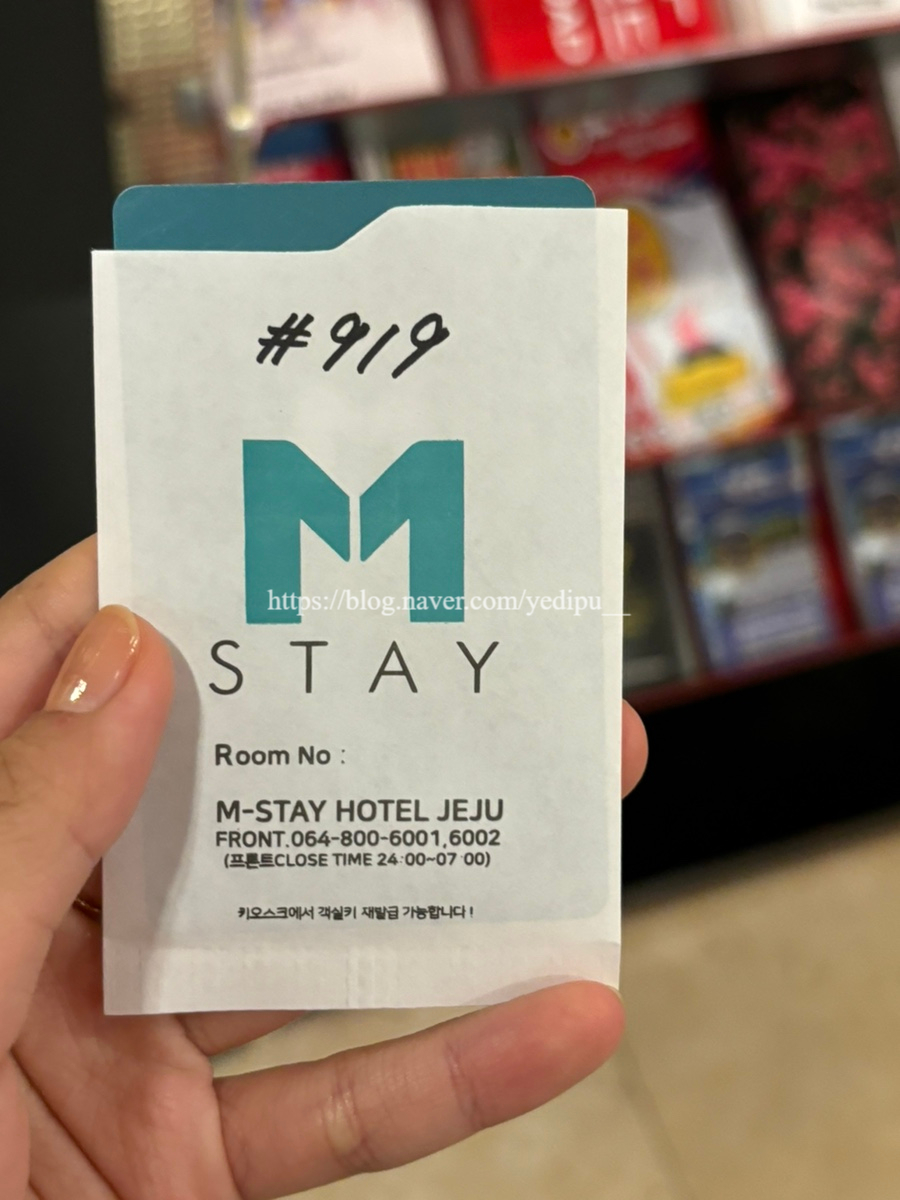 #919
M
STAY
https://blog.naver.com/yedipu__
Room No :
M-STAY HOTEL JEJU
FRONT.064-800-6001,6002
(프론트CLOSE TIME 24:00~07:00)
키오스크에서 객실키 재발급 가능합니다!